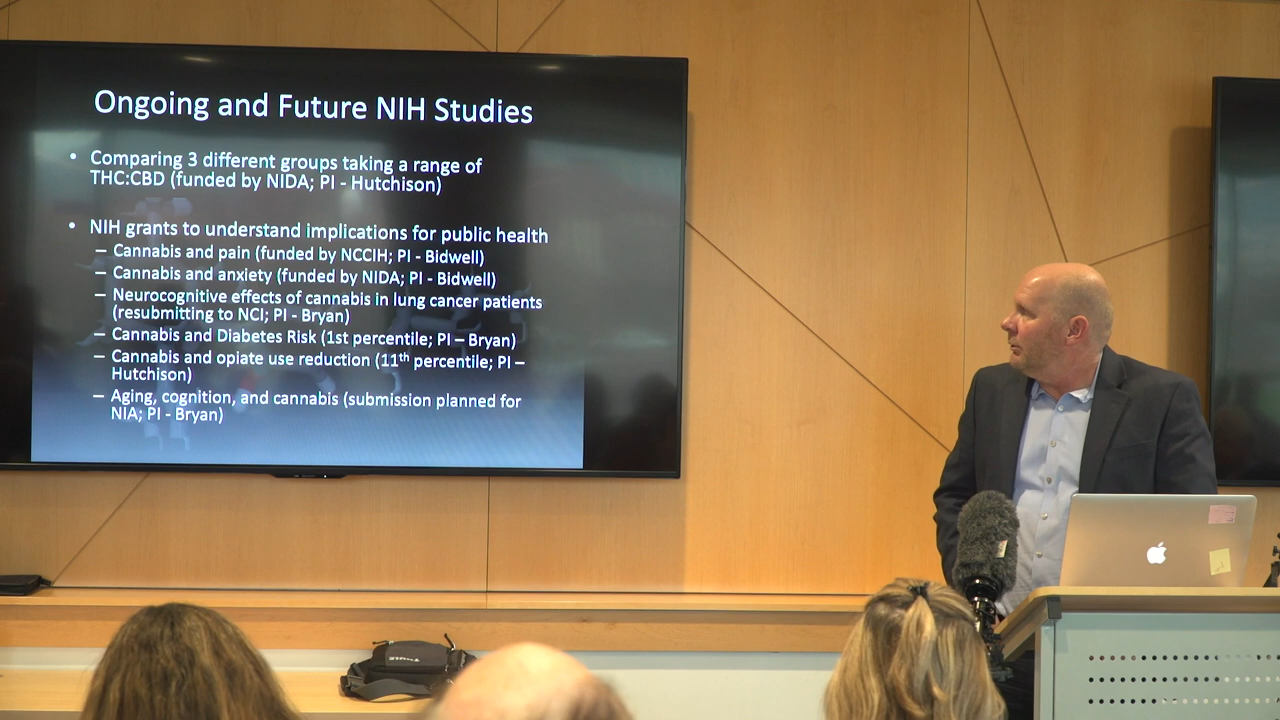 Ongoing and Future NIH Studies
• Comparing 3 different groups taking a range of
THC:CBD (funded by NIDA; PI - Hutchison)
• NIH grants to understand implications for public health
– Cannabis and pain (funded by NCCIH; PI - Bidwell)
– Cannabis and anxiety (funded by NIDA; PI - Bidwell)
– Neurocognitive effects of cannabis in lung cancer patients
(resubmitting to NCI; PI - Bryan)
– Cannabis and Diabetes Risk (1st percentile; PI – Bryan)
– Cannabis and opiate use reduction (11th percentile; PI –
Hutchison)
– Aging, cognition, and cannabis (submission planned for
NIA; PI - Bryan)
THULE